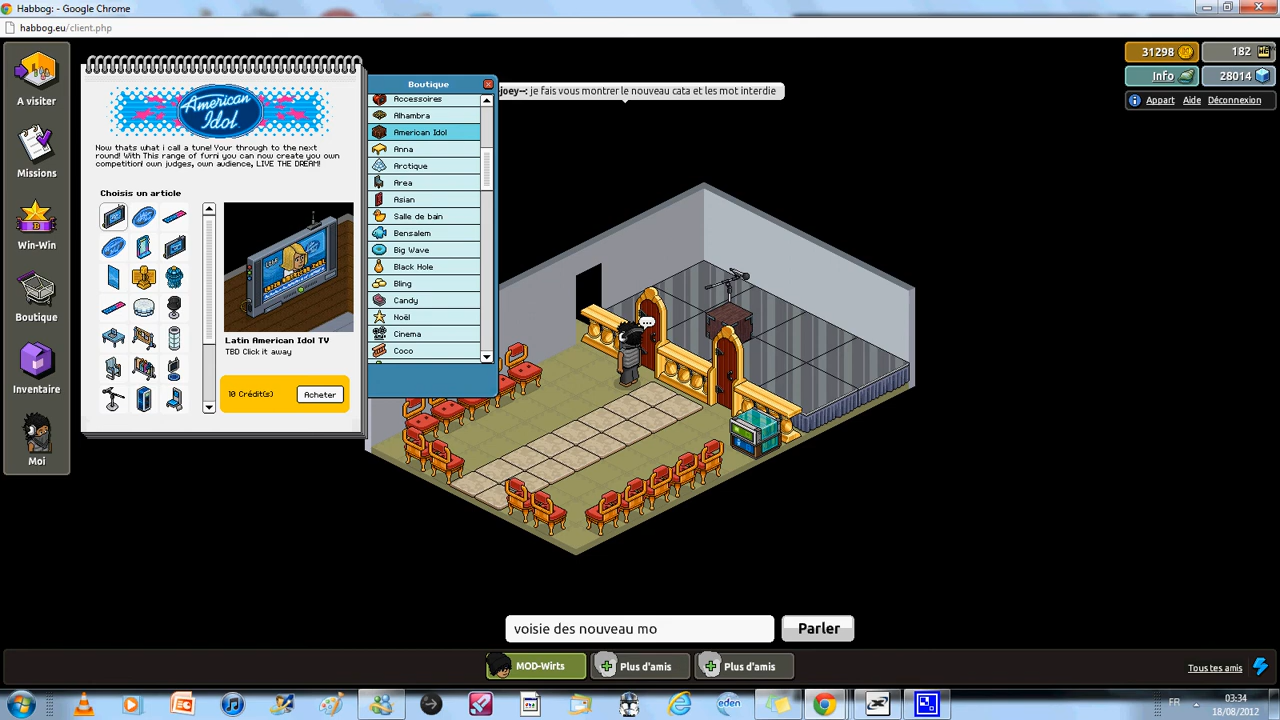 Habbog: - Google Chrome
habbog.eu/client.php
31298
182
Info
28014
Appart
Aide
Déconnexion
A visiter
Missions
Win-Win
Boutique
Inventaire
Moi
American Idol
Now thats what i call a tune! Your through to the next
round! With This range of furni you can now create you own
competition! own judges, own audience, LIVE THE DREAM!
Choisis un article
Latin American Idol TV
TBD Click it away
10 Crédit(s)
Acheter
Boutique
Accessoires
Alhambra
American Idol
Anna
Arctique
Area
Asian
Salle de bain
Bensalem
Big Wave
Black Hole
Bling
Candy
Noël
Cinema
Coco
joey--: je fais vous montrer le nouveau cata et les mot interdie
voisie des nouveau mo
Parler
MOD-Wirts
Plus d'amis
Plus d'amis
Tous tes amis
eden
FR
03:34
18/08/2012